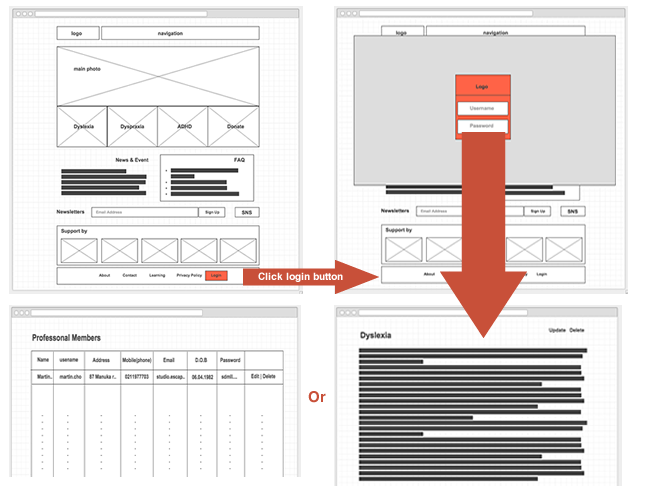 logo
navigation
main photo
Dyslexia
Dyspraxia
ADHD
Donate
News & Event
FAQ
Newsletters
Email Address
Sign Up
SNS
Support by
About
Contact
Learning
Privacy Policy
Login
logo
navigation
Logo
Username
Password
Newsletters
Email Address
Sign Up
SNS
Support by
About
Login
Click login button
Professonal Members
Name
usename
Address
Mobile(phone)
Email
D.O.B
Password
Martin..
martin.cho
87 Manuka r..
0211977703
studio.escap..
06.04.1982
admil....
Edit | Delete
Or
Dyslexia
Update
Delete